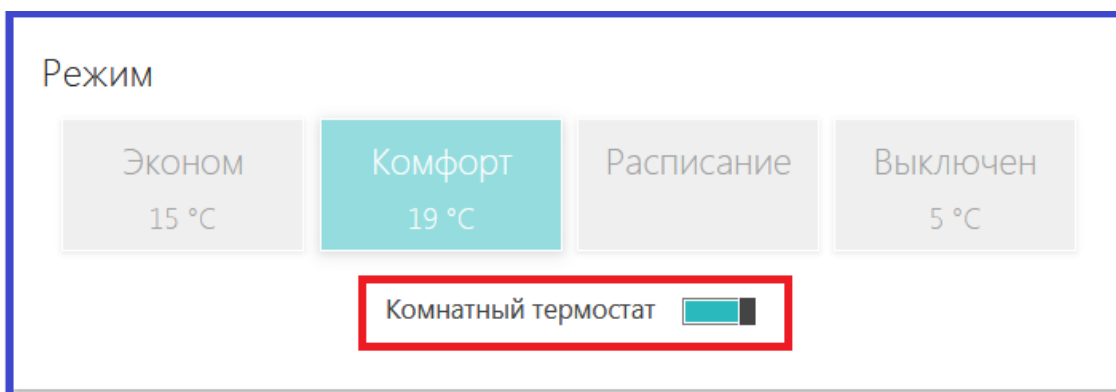 Режим
Эконом
15 °C
Комфорт
19 °C
Расписание
Выключен
5 °C
Комнатный термостат